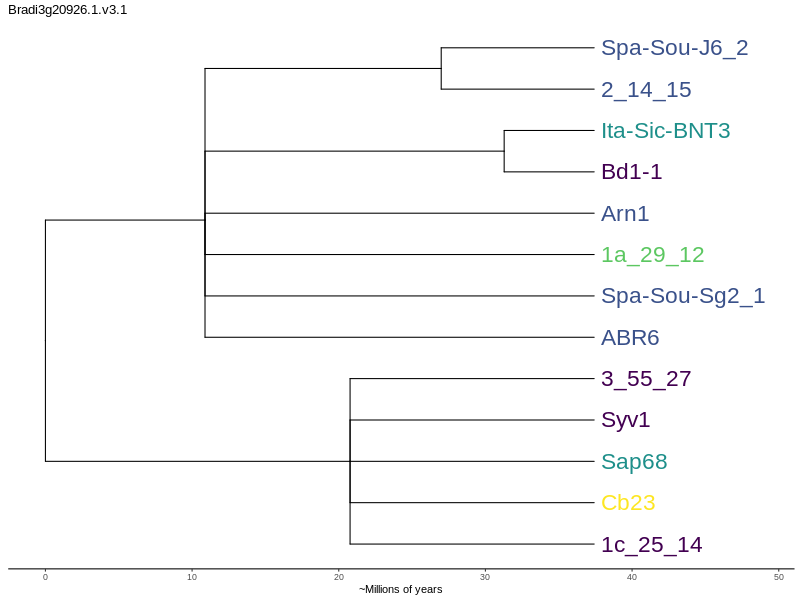 Bradi3g20926.1.v3.1
Spa-Sou-J6_2
2_14_15
Ita-Sic-BNT3
Bd1-1
Arn1
1a_29_12
Spa-Sou-Sg2_1
ABR6
3_55_27
Syv1
Sap68
Cb23
1c_25_14
0 10 20 30 40 50
~Millions of years